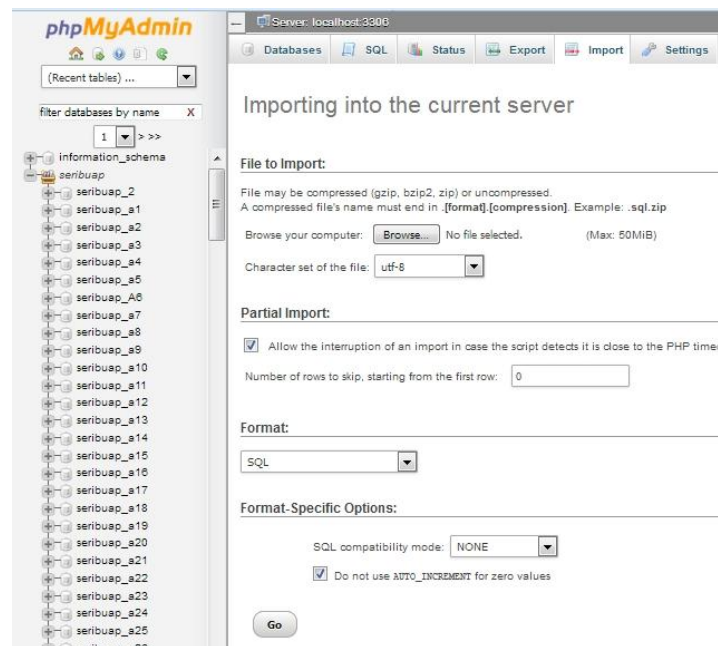 phpMyAdmin
(Recent tables) ...
filter databases by name X
1 > >>
information_schema
seribuap
seribuap_2
seribuap_a1
seribuap_a2
seribuap_a3
seribuap_a4
seribuap_a5
seribuap_A6
seribuap_a7
seribuap_a8
seribuap_a9
seribuap_a10
seribuap_a11
seribuap_a12
seribuap_a13
seribuap_a14
seribuap_a15
seribuap_a16
seribuap_a17
seribuap_a18
seribuap_a19
seribuap_a20
seribuap_a21
seribuap_a22
seribuap_a23
seribuap_a24
seribuap_a25
Server: localhost:3306
Databases SQL Status Export Import Settings
Importing into the current server
File to Import:
File may be compressed (gzip, bzip2, zip) or uncompressed.
A compressed file's name must end in .[format].[compression]. Example: .sql.zip
Browse your computer: Browse... No file selected. (Max: 50MiB)
Character set of the file: utf-8
Partial Import:
Allow the interruption of an import in case the script detects it is close to the PHP time
Number of rows to skip, starting from the first row: 0
Format:
SQL
Format-Specific Options:
SQL compatibility mode: NONE
Do not use AUTO_INCREMENT for zero values
Go